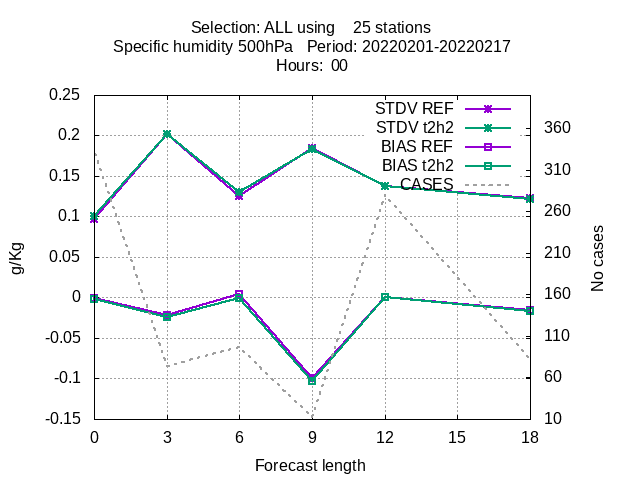 Selection: ALL using    25 stations
Specific humidity 500hPa   Period: 20220201-20220217
Hours:  00
STDV REF
STDV t2h2
BIAS REF
BIAS t2h2
CASES
0.25
0.2
0.15
0.1
0.05
0
-0.05
-0.1
-0.15
g/Kg
360
310
260
210
160
110
60
10
No cases
0 3 6 9 12 15 18
Forecast length